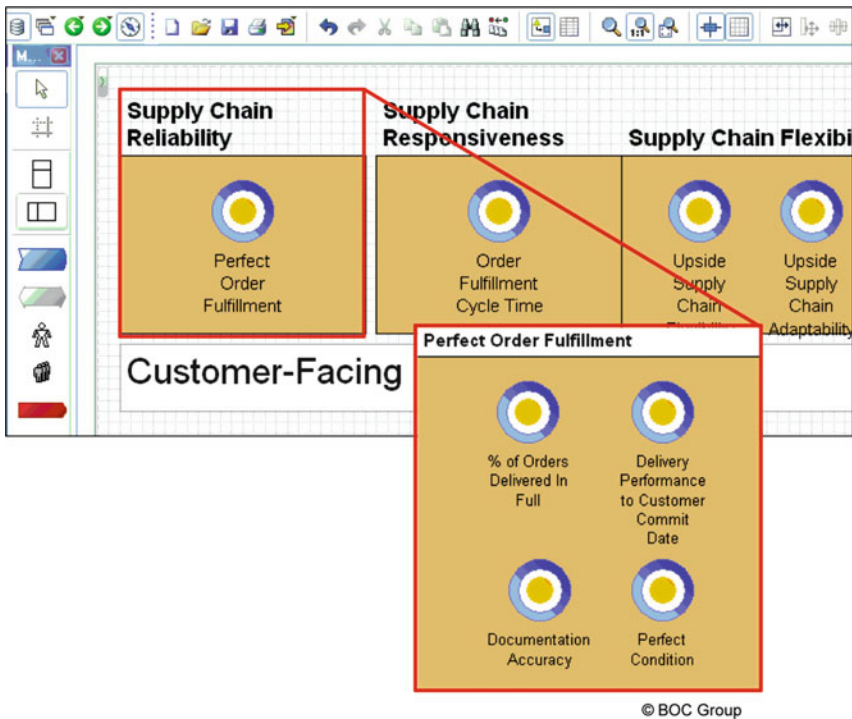 M...
1:1
Supply Chain
Reliability
Supply Chain
Responsiveness
Supply Chain Flexibi
Perfect
Order
Fulfillment
Order
Fulfillment
Cycle Time
Upside
Supply
Chain
Upside
Supply
Chain
Adaptability
Customer-Facing
Perfect Order Fulfillment
% of Orders
Delivered In
Full
Delivery
Performance
to Customer
Commit
Date
Documentation
Accuracy
Perfect
Condition
© BOC Group